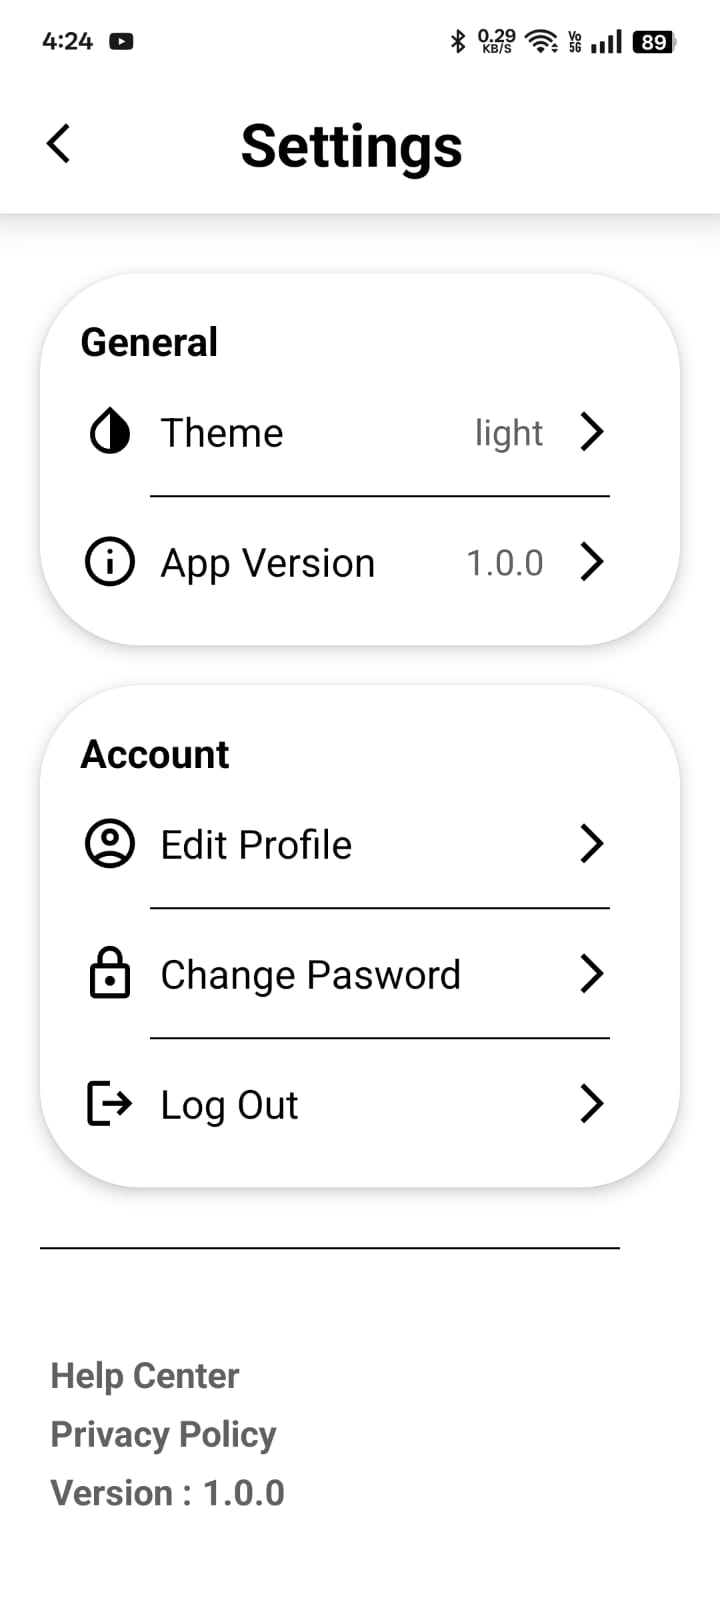 4:24 0.29 KB/S Vo 5G 89
Settings
General
Theme light
App Version 1.0.0
Account
Edit Profile
Change Pasword
Log Out
Help Center
Privacy Policy
Version : 1.0.0